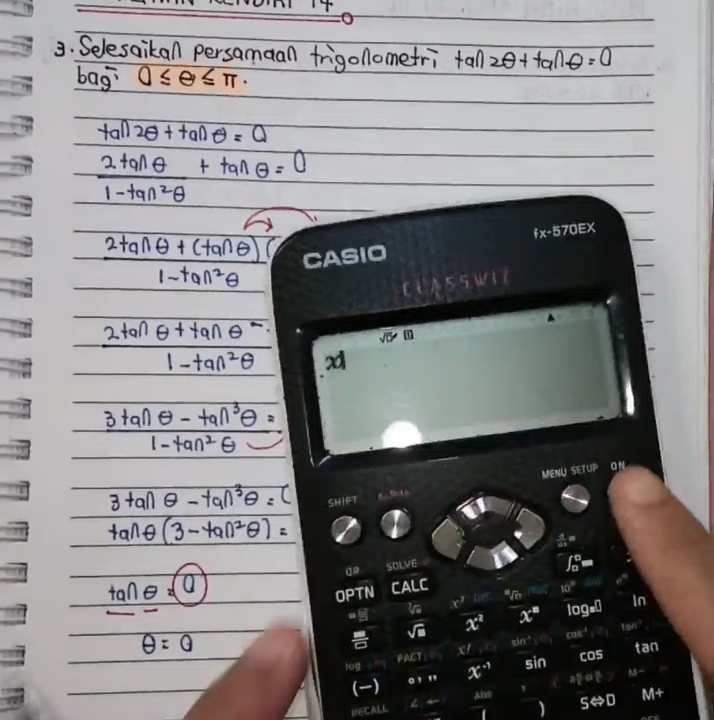 3. Selesaikan persamaan trigonometri tan 2θ + tan θ = 0
bagi 0 ≤ θ ≤ π.
tan 2θ + tan θ = 0
2 tan θ + tan θ = 0
1 - tan²θ
2 tan θ + (tan θ)(
1 - tan²θ
2 tan θ + tan θ -
1 - tan²θ
3 tan θ - tan³θ =
1 - tan²θ
3 tan θ - tan³θ =
tan θ (3 - tan²θ) =
tan θ = 0
θ = 0
CASIO
fx-570EX
CLASSWIZ
x
MENU SETUP ON
SHIFT
SOLVE
OPTN CALC
x² log ln
(-) x⁻¹ sin cos tan
RECALL
( ) S⇔D M+